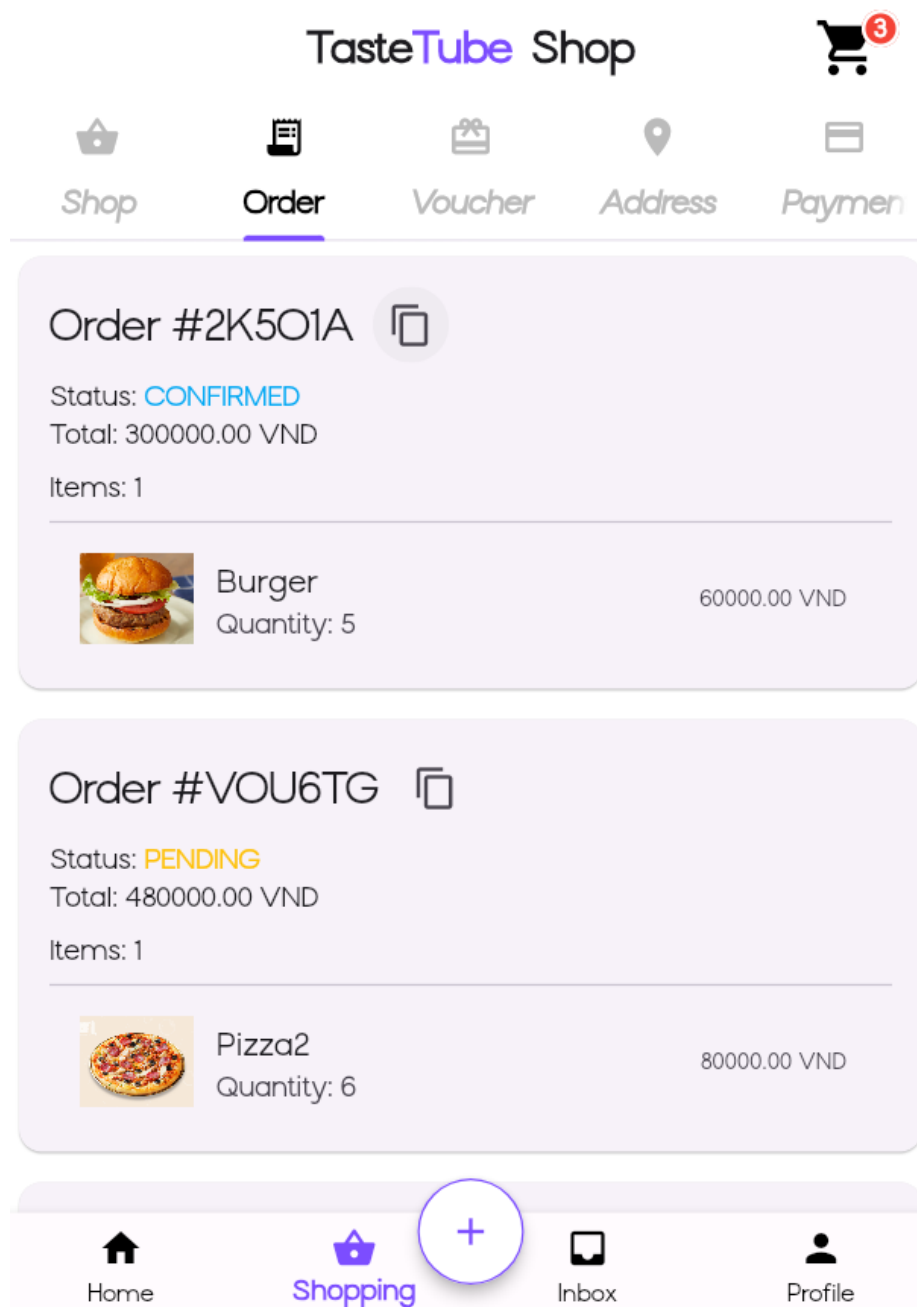 TasteTube Shop
3
Shop
Order
Voucher
Address
Paymen
Order #2K5O1A
Status: CONFIRMED
Total: 300000.00 VND
Items: 1
Burger
Quantity: 5
60000.00 VND
Order #VOU6TG
Status: PENDING
Total: 480000.00 VND
Items: 1
Pizza2
Quantity: 6
80000.00 VND
+
Home
Shopping
Inbox
Profile